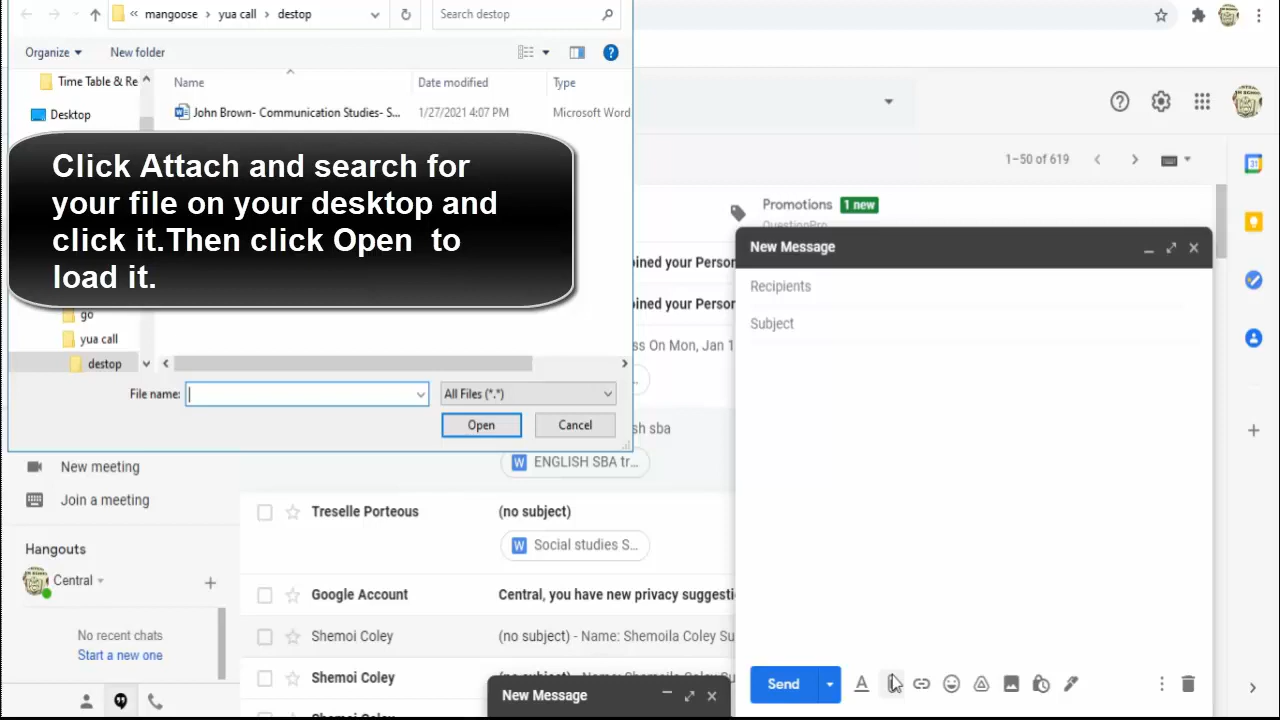 mangoose
yua call
destop
Search destop
Organize
New folder
Time Table & Re
Name
Date modified
Type
Desktop
John Brown- Communication Studies- S...
1/27/2021 4:07 PM
Microsoft Word
Click Attach and search for
your file on your desktop and
click it.Then click Open to
load it.
go
yua call
destop
File name:
All Files (*.*)
Open
Cancel
1–50 of 619
Promotions
1 new
QuestionPro
ined your Person
ined your Person
ss On Mon, Jan 1
sh sba
ENGLISH SBA tr...
New meeting
Join a meeting
Treselle Porteous
(no subject)
Social studies S...
Hangouts
Central
Google Account
Central, you have new privacy suggesti
No recent chats
Start a new one
Shemoi Coley
(no subject) - Name: Shemoila Coley Su
Shemoi Coley
New Message
New Message
Recipients
Subject
Send
31